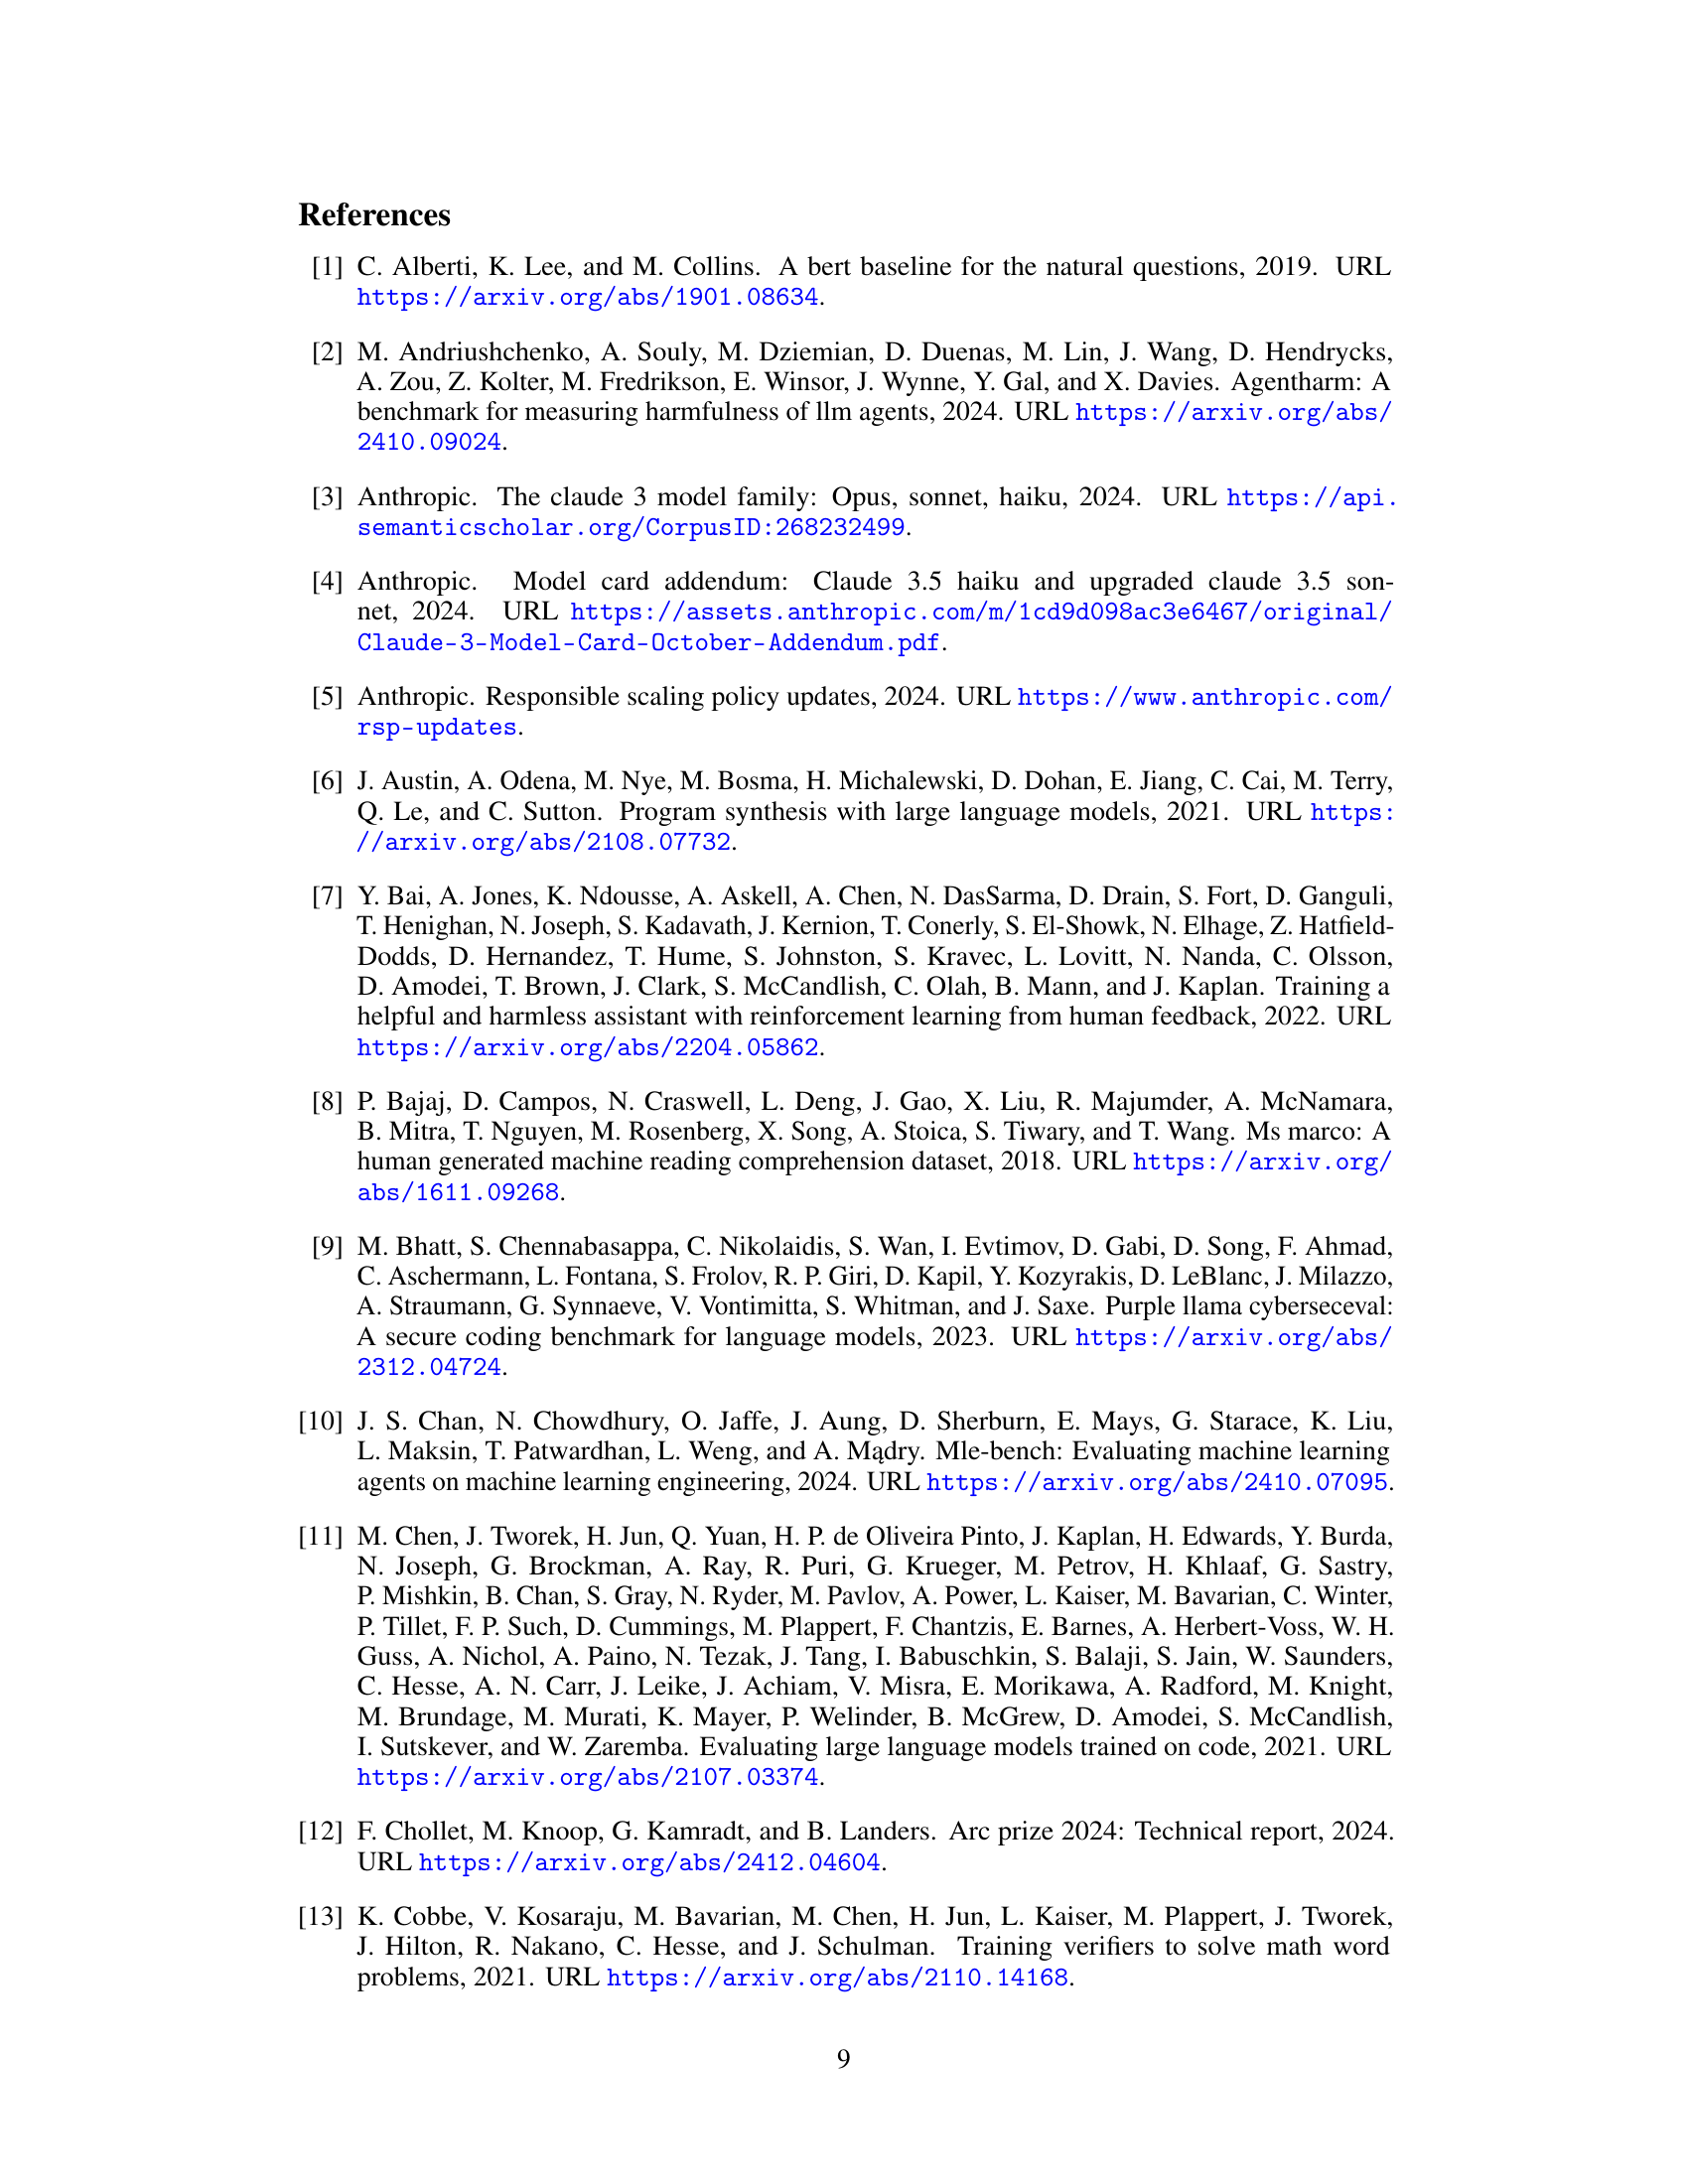 References
[1] C. Alberti, K. Lee, and M. Collins. A bert baseline for the natural questions, 2019. URL
https://arxiv.org/abs/1901.08634.
[2] M. Andriushchenko, A. Souly, M. Dziemian, D. Duenas, M. Lin, J. Wang, D. Hendrycks,
A. Zou, Z. Kolter, M. Fredrikson, E. Winsor, J. Wynne, Y. Gal, and X. Davies. Agentharm: A
benchmark for measuring harmfulness of llm agents, 2024. URL https://arxiv.org/abs/
2410.09024.
[3] Anthropic. The claude 3 model family: Opus, sonnet, haiku, 2024. URL https://api.
semanticscholar.org/CorpusID:268232499.
[4] Anthropic. Model card addendum: Claude 3.5 haiku and upgraded claude 3.5 son-
net, 2024. URL https://assets.anthropic.com/m/1cd9d098ac3e6467/original/
Claude-3-Model-Card-October-Addendum.pdf.
[5] Anthropic. Responsible scaling policy updates, 2024. URL https://www.anthropic.com/
rsp-updates.
[6] J. Austin, A. Odena, M. Nye, M. Bosma, H. Michalewski, D. Dohan, E. Jiang, C. Cai, M. Terry,
Q. Le, and C. Sutton. Program synthesis with large language models, 2021. URL https:
//arxiv.org/abs/2108.07732.
[7] Y. Bai, A. Jones, K. Ndousse, A. Askell, A. Chen, N. DasSarma, D. Drain, S. Fort, D. Ganguli,
T. Henighan, N. Joseph, S. Kadavath, J. Kernion, T. Conerly, S. El-Showk, N. Elhage, Z. Hatfield-
Dodds, D. Hernandez, T. Hume, S. Johnston, S. Kravec, L. Lovitt, N. Nanda, C. Olsson,
D. Amodei, T. Brown, J. Clark, S. McCandlish, C. Olah, B. Mann, and J. Kaplan. Training a
helpful and harmless assistant with reinforcement learning from human feedback, 2022. URL
https://arxiv.org/abs/2204.05862.
[8] P. Bajaj, D. Campos, N. Craswell, L. Deng, J. Gao, X. Liu, R. Majumder, A. McNamara,
B. Mitra, T. Nguyen, M. Rosenberg, X. Song, A. Stoica, S. Tiwary, and T. Wang. Ms marco: A
human generated machine reading comprehension dataset, 2018. URL https://arxiv.org/
abs/1611.09268.
[9] M. Bhatt, S. Chennabasappa, C. Nikolaidis, S. Wan, I. Evtimov, D. Gabi, D. Song, F. Ahmad,
C. Aschermann, L. Fontana, S. Frolov, R. P. Giri, D. Kapil, Y. Kozyrakis, D. LeBlanc, J. Milazzo,
A. Straumann, G. Synnaeve, V. Vontimitta, S. Whitman, and J. Saxe. Purple llama cyberseceval:
A secure coding benchmark for language models, 2023. URL https://arxiv.org/abs/
2312.04724.
[10] J. S. Chan, N. Chowdhury, O. Jaffe, J. Aung, D. Sherburn, E. Mays, G. Starace, K. Liu,
L. Maksin, T. Patwardhan, L. Weng, and A. Mądry. Mle-bench: Evaluating machine learning
agents on machine learning engineering, 2024. URL https://arxiv.org/abs/2410.07095.
[11] M. Chen, J. Tworek, H. Jun, Q. Yuan, H. P. de Oliveira Pinto, J. Kaplan, H. Edwards, Y. Burda,
N. Joseph, G. Brockman, A. Ray, R. Puri, G. Krueger, M. Petrov, H. Khlaaf, G. Sastry,
P. Mishkin, B. Chan, S. Gray, N. Ryder, M. Pavlov, A. Power, L. Kaiser, M. Bavarian, C. Winter,
P. Tillet, F. P. Such, D. Cummings, M. Plappert, F. Chantzis, E. Barnes, A. Herbert-Voss, W. H.
Guss, A. Nichol, A. Paino, N. Tezak, J. Tang, I. Babuschkin, S. Balaji, S. Jain, W. Saunders,
C. Hesse, A. N. Carr, J. Leike, J. Achiam, V. Misra, E. Morikawa, A. Radford, M. Knight,
M. Brundage, M. Murati, K. Mayer, P. Welinder, B. McGrew, D. Amodei, S. McCandlish,
I. Sutskever, and W. Zaremba. Evaluating large language models trained on code, 2021. URL
https://arxiv.org/abs/2107.03374.
[12] F. Chollet, M. Knoop, G. Kamradt, and B. Landers. Arc prize 2024: Technical report, 2024.
URL https://arxiv.org/abs/2412.04604.
[13] K. Cobbe, V. Kosaraju, M. Bavarian, M. Chen, H. Jun, L. Kaiser, M. Plappert, J. Tworek,
J. Hilton, R. Nakano, C. Hesse, and J. Schulman. Training verifiers to solve math word
problems, 2021. URL https://arxiv.org/abs/2110.14168.
9